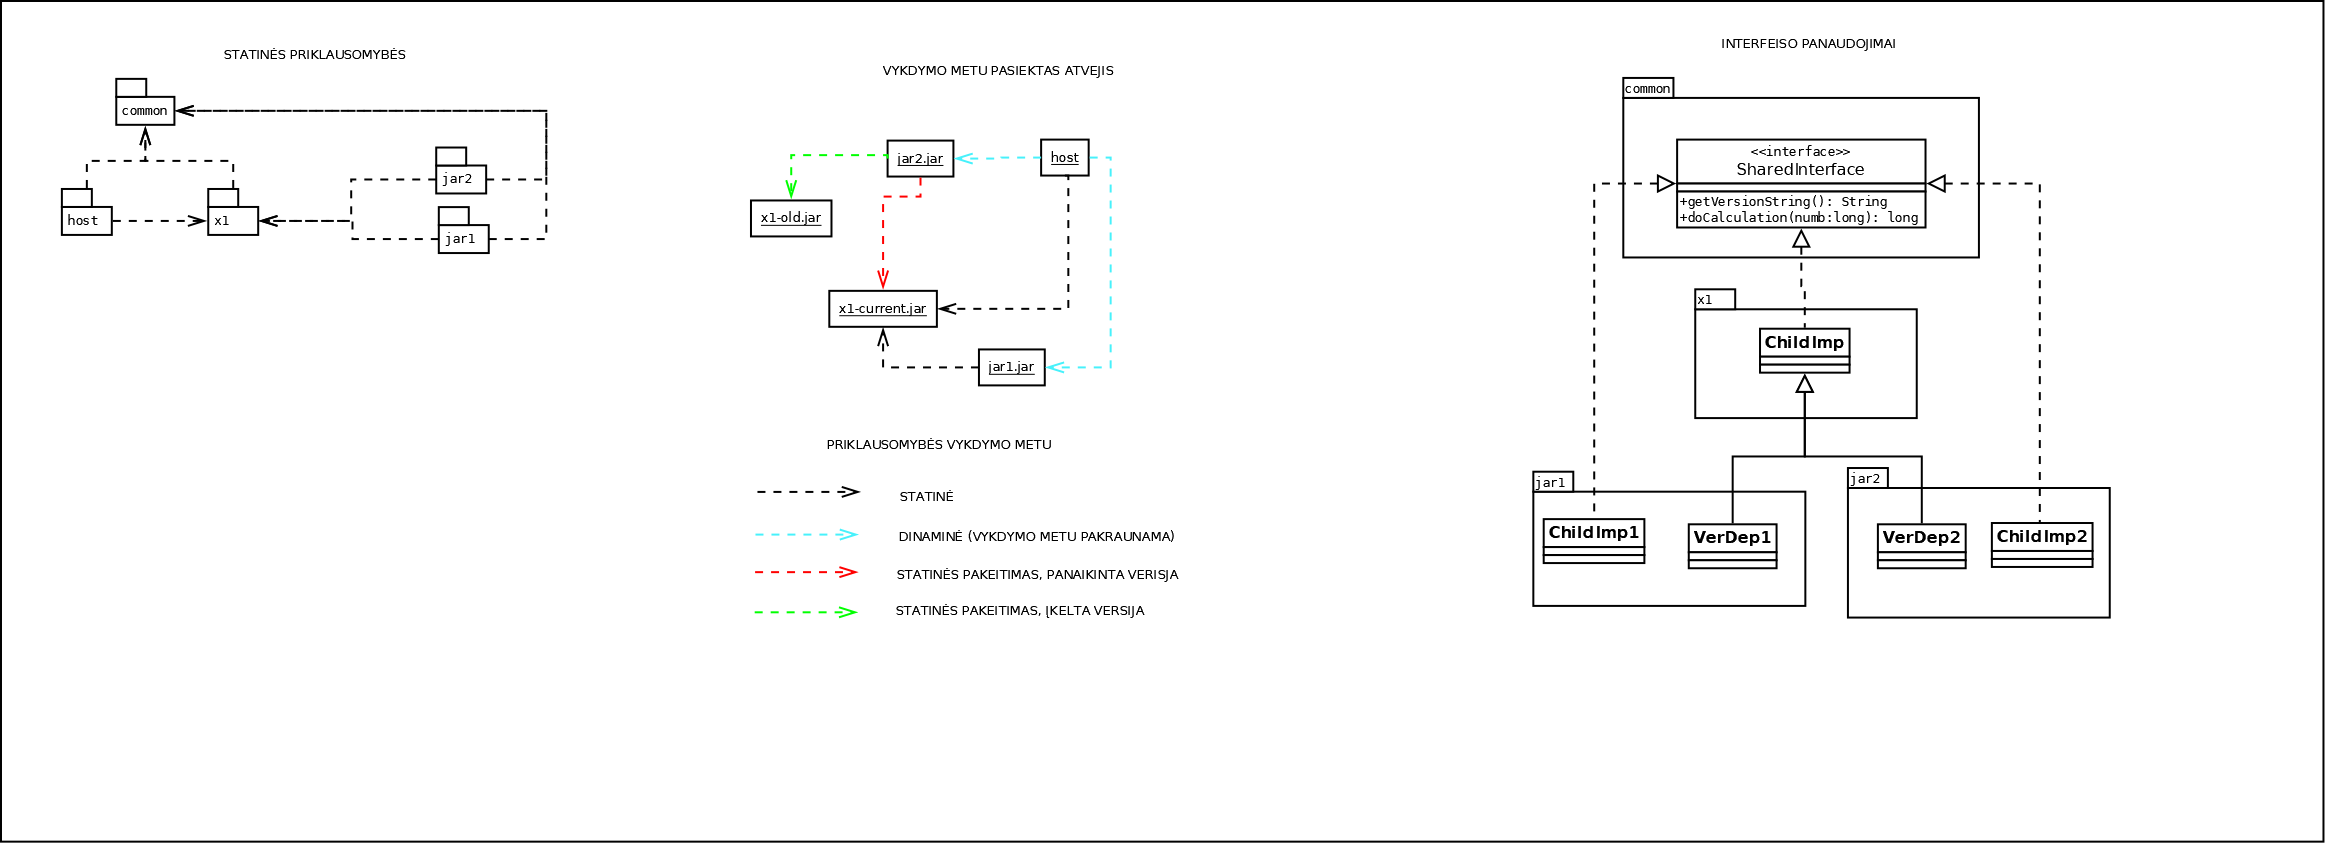 STATINĖS PRIKLAUSOMYBĖS
common
jar2
host
x1
jar1
VYKDYMO METU PASIEKTAS ATVEJIS
jar2.jar
host
x1-old.jar
x1-current.jar
jar1.jar
PRIKLAUSOMYBĖS VYKDYMO METU
STATINĖ
DINAMINĖ (VYKDYMO METU PAKRAUNAMA)
STATINĖS PAKEITIMAS, PANAIKINTA VERISJA
STATINĖS PAKEITIMAS, ĮKELTA VERSIJA
INTERFEISO PANAUDOJIMAI
common
<<interface>>
SharedInterface
+getVersionString(): String
+doCalculation(numb:long): long
x1
ChildImp
jar1
ChildImp1
VerDep1
jar2
VerDep2
ChildImp2